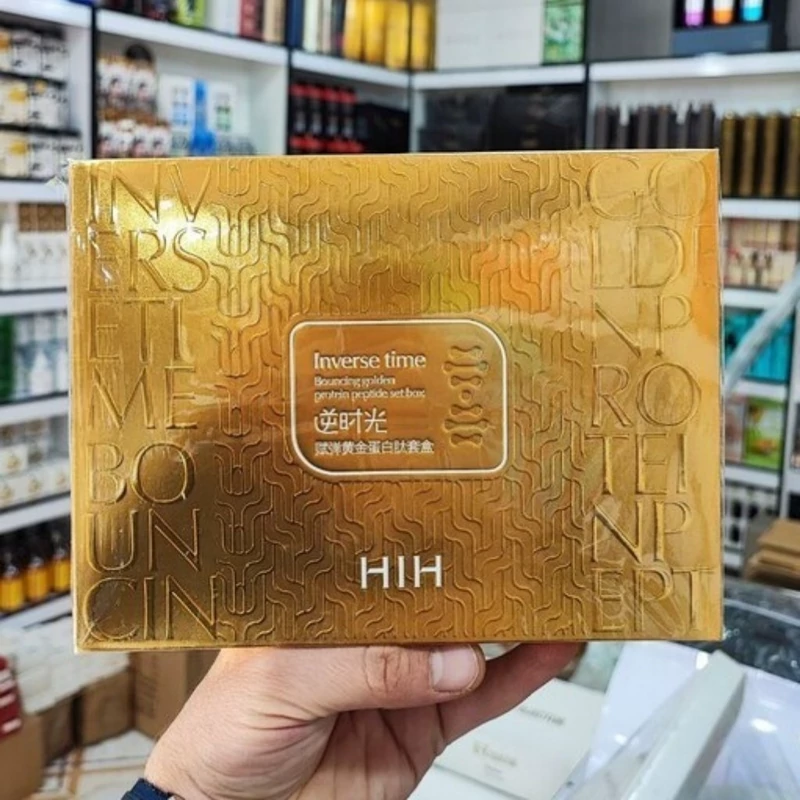 INV
ERS
ETI
ME
BO
UN
CIN
GO
LD
NP
RO
TEI
NP
EPT
Inverse time
Bouncing golden
protein peptide set box
逆时光
赋弹黄金蛋白肽套盒
HIH